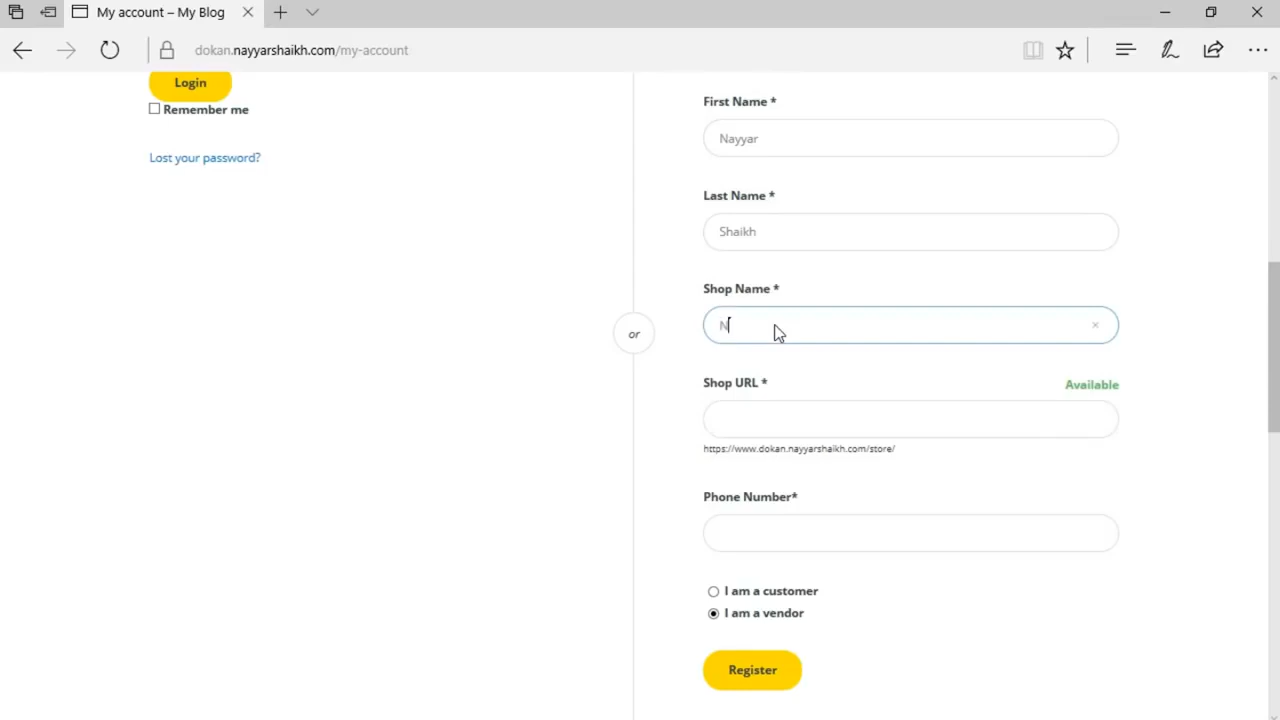 My account – My Blog
dokan.nayyarshaikh.com/my-account
Login
Remember me
Lost your password?
or
First Name *
Nayyar
Last Name *
Shaikh
Shop Name *
N
Shop URL *
Available
https://www.dokan.nayyarshaikh.com/store/
Phone Number*
I am a customer
I am a vendor
Register